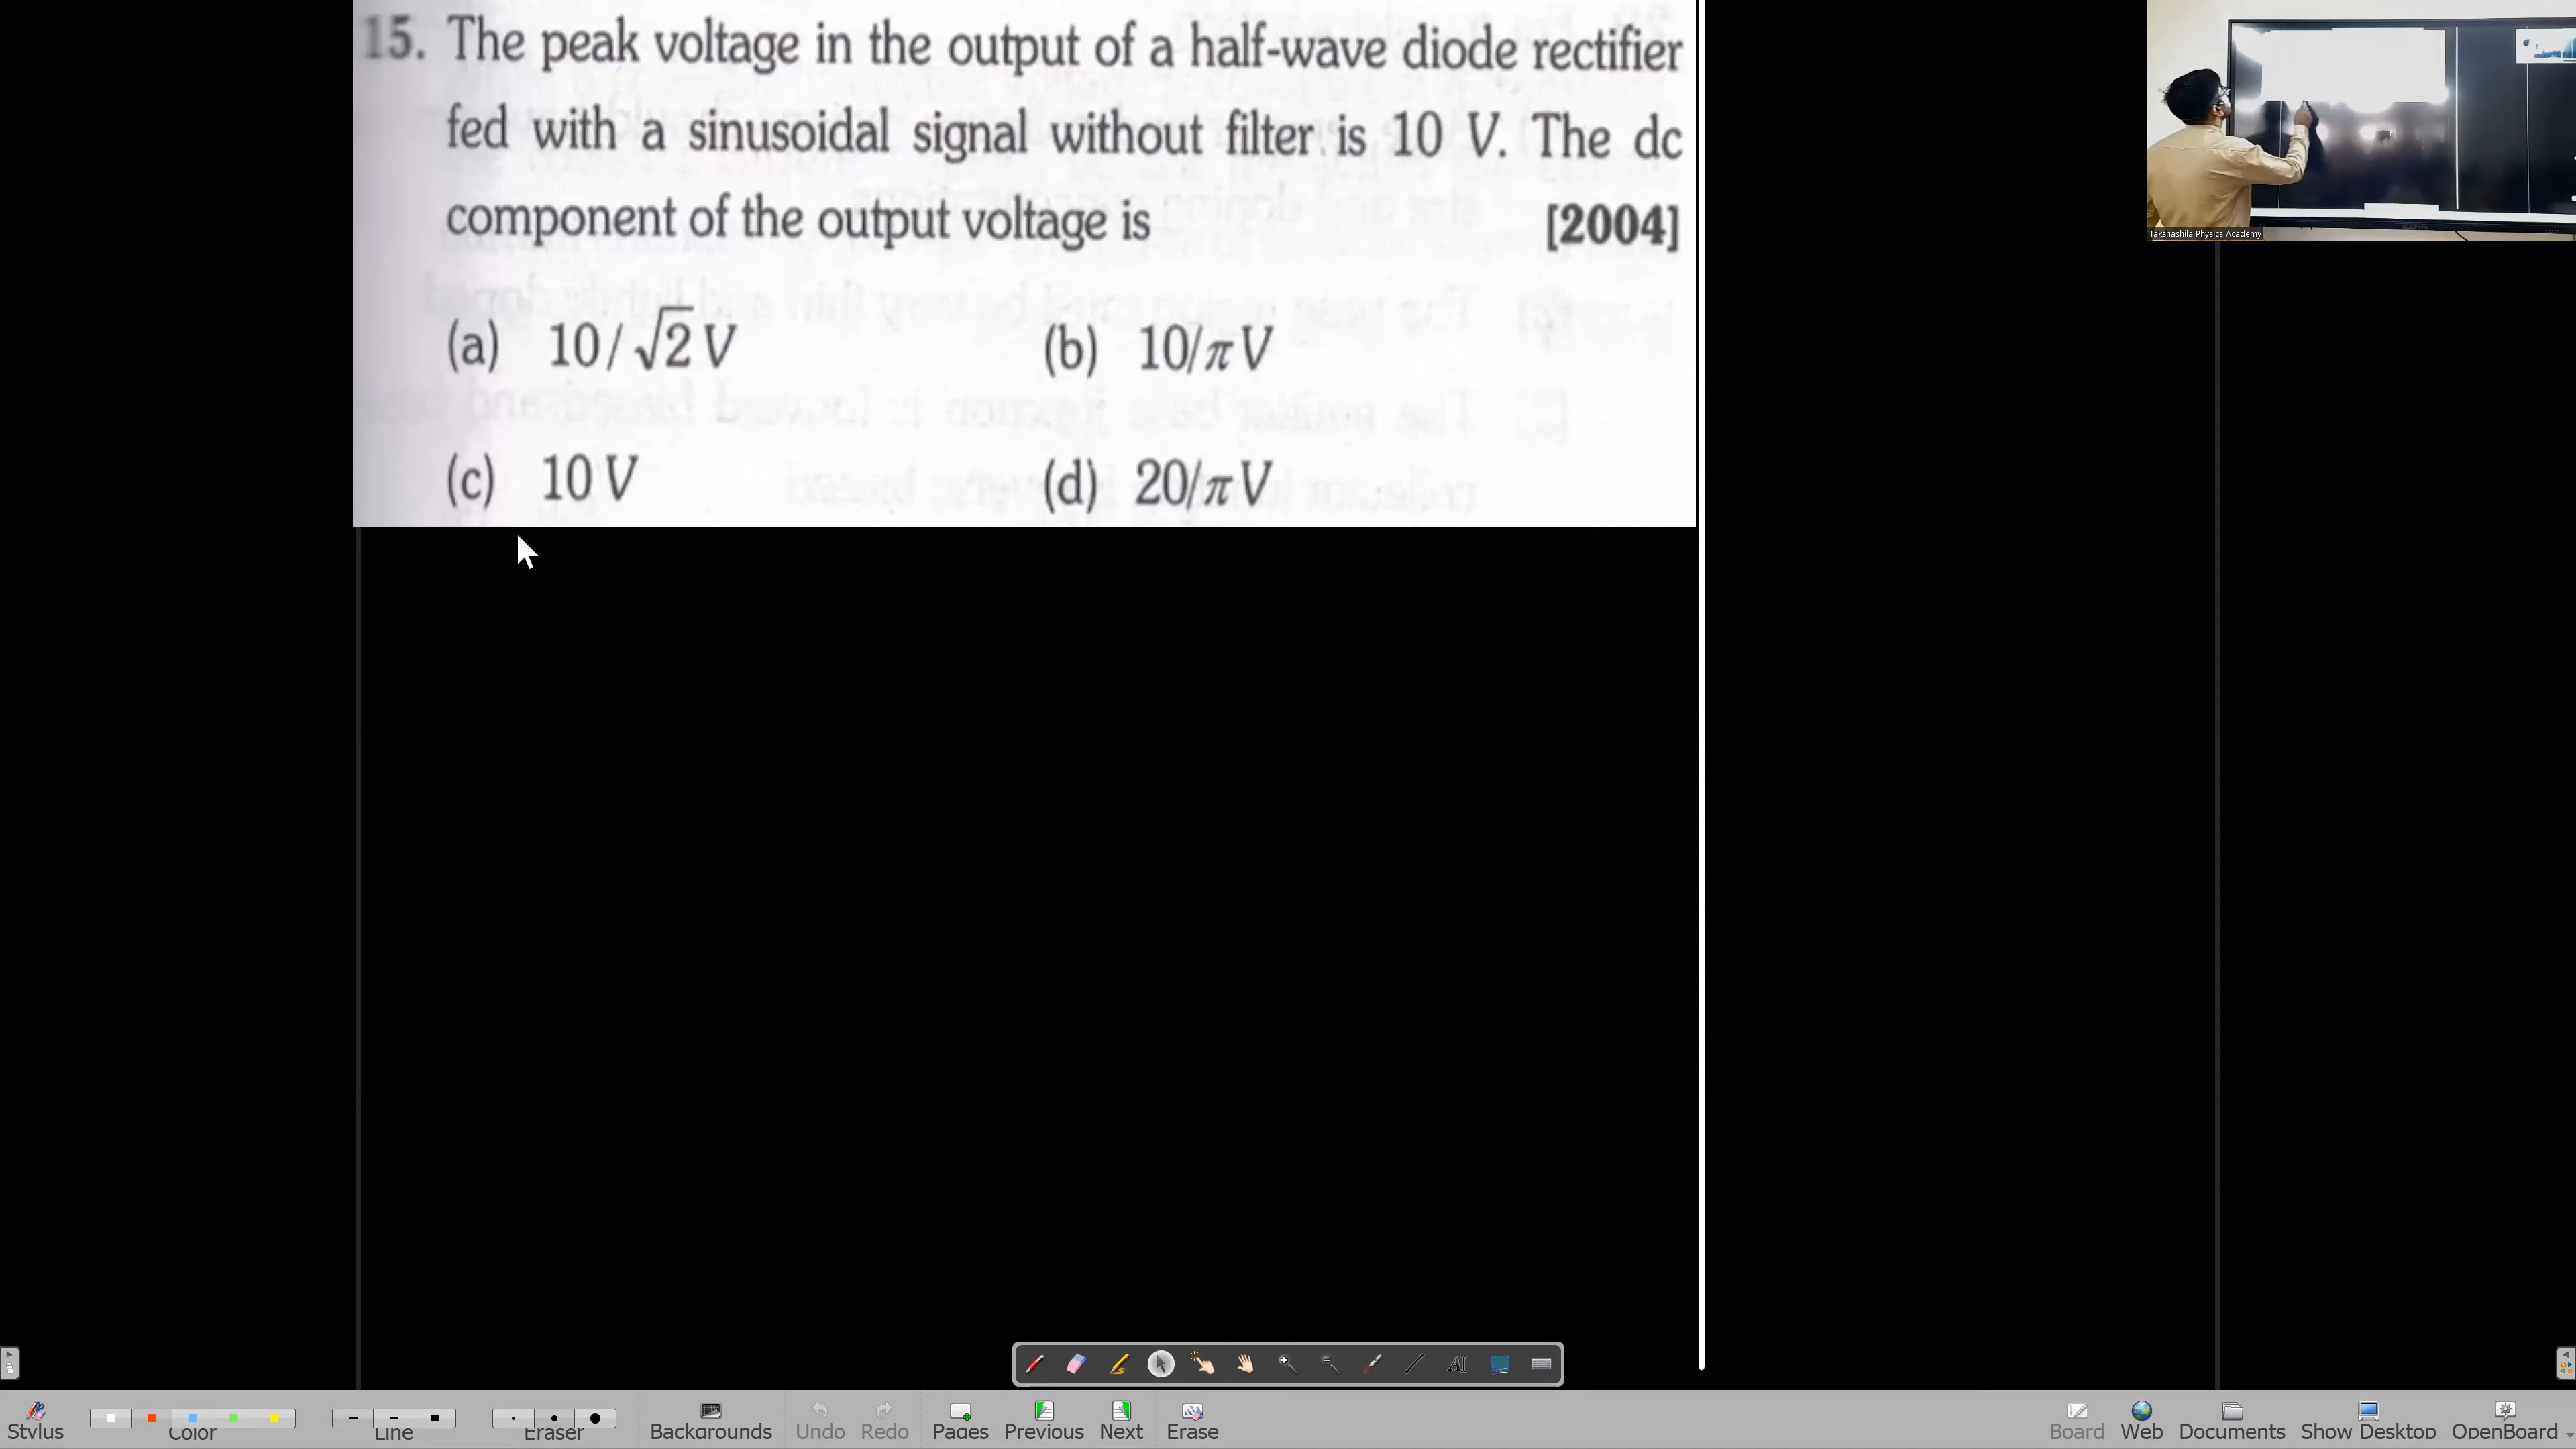 15. The peak voltage in the output of a half-wave diode rectifier
fed with a sinusoidal signal without filter is 10 V. The dc
component of the output voltage is [2004]
(a) 10/√2 V (b) 10/π V
(c) 10 V (d) 20/π V
Takshashila Physics Academy
Stylus Color Line Eraser Backgrounds Undo Redo Pages Previous Next Erase Board Web Documents Show Desktop OpenBoard